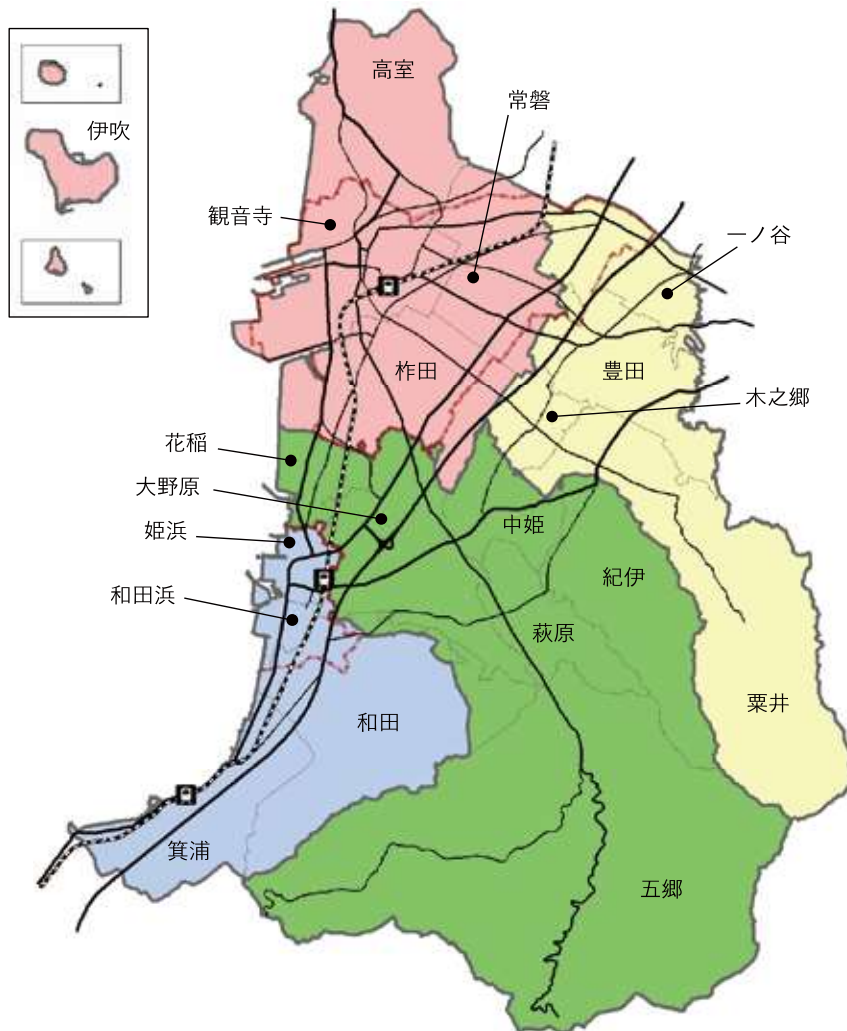 高室
常磐
伊吹
観音寺
一ノ谷
柞田
豊田
木之郷
花稲
大野原
姫浜
中姫
紀伊
和田浜
萩原
粟井
和田
箕浦
五郷